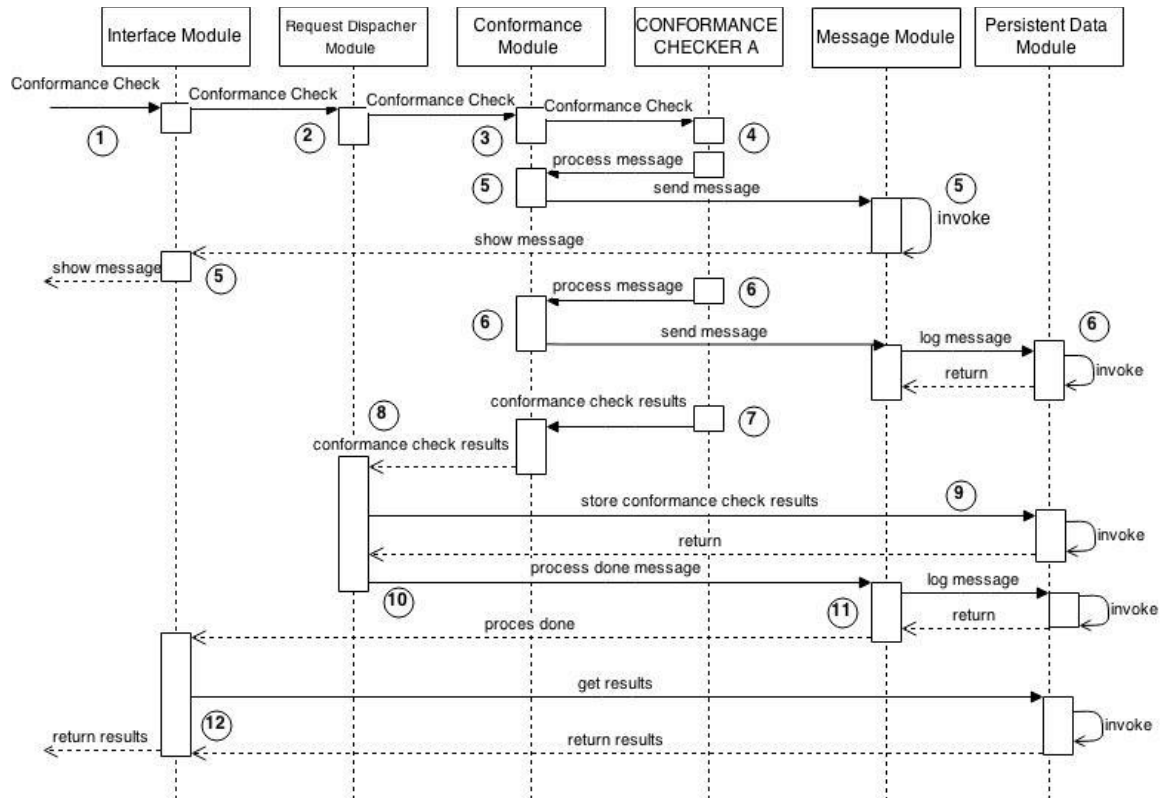 Interface Module
Request Dispacher
Module
Conformance
Module
CONFORMANCE
CHECKER A
Message Module
Persistent Data
Module
Conformance Check
Conformance Check
Conformance Check
Conformance Check
1
2
3
4
process message
5
send message
5
invoke
show message
show message
5
process message
6
6
send message
log message
6
invoke
return
conformance check results
7
8
conformance check results
store conformance check results
9
invoke
return
process done message
10
11
log message
invoke
return
proces done
get results
12
invoke
return results
return results